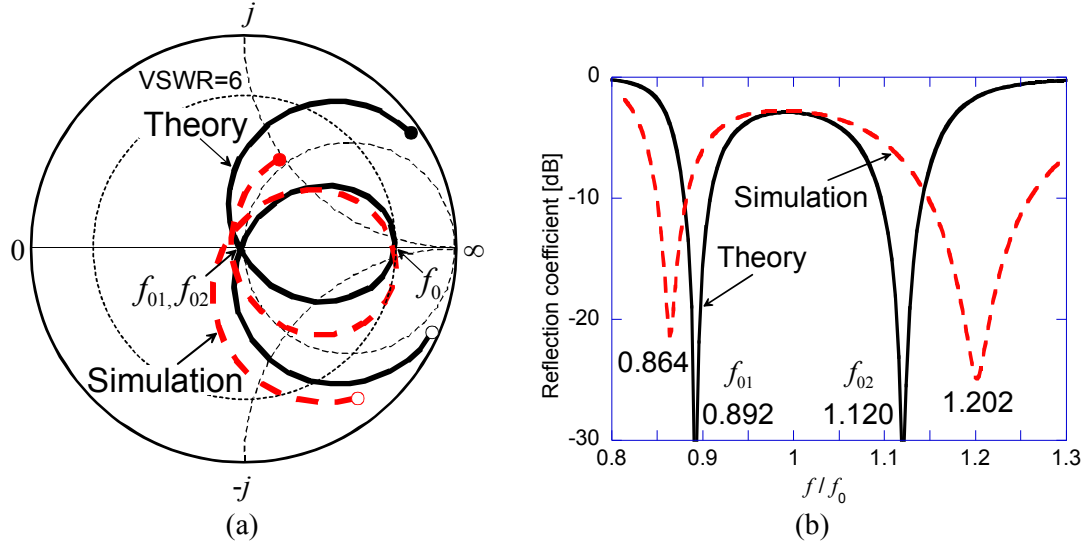 (a)
j
VSWR=6
Theory
0
∞
f01, f02
f0
Simulation
-j
(b)
Reflection coefficient [dB]
0
-10
-20
-30
Simulation
Theory
0.864
f01
0.892
f02
1.120
1.202
0.8
0.9
1
1.1
1.2
1.3
f / f0
(a)
(b)